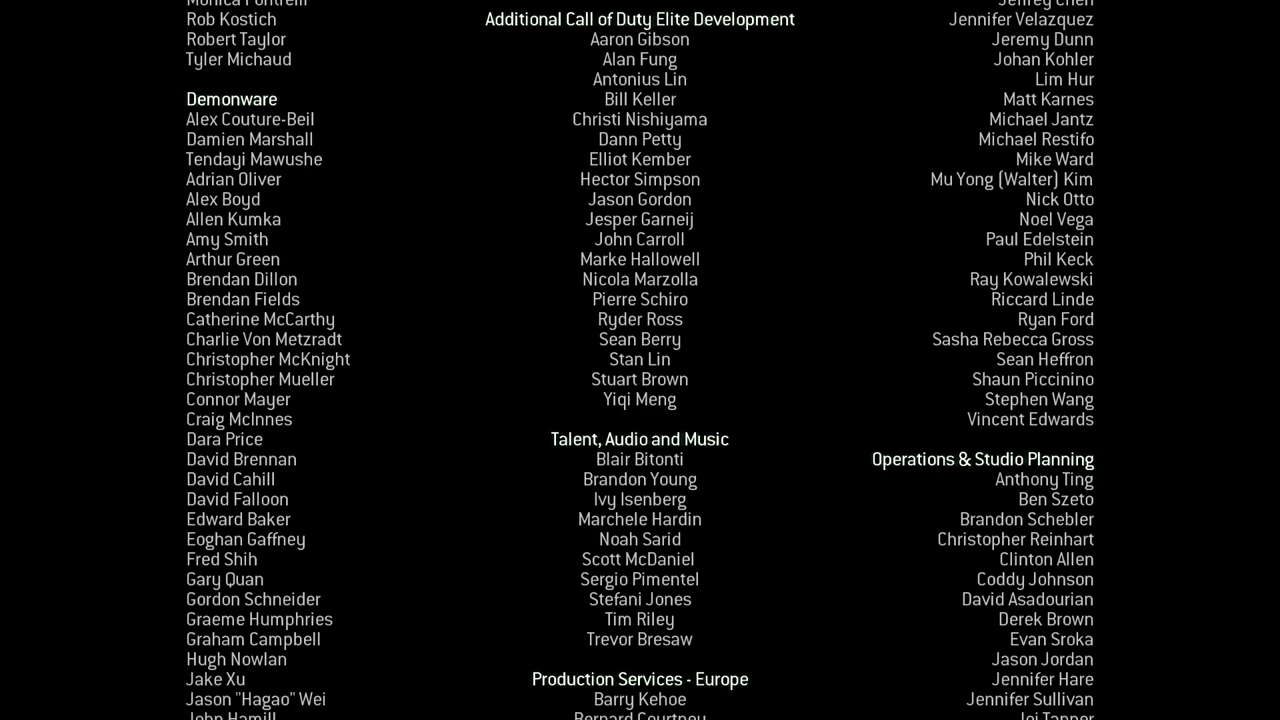 Monica Pontrelli
Rob Kostich
Robert Taylor
Tyler Michaud
Demonware
Alex Couture-Beil
Damien Marshall
Tendayi Mawushe
Adrian Oliver
Alex Boyd
Allen Kumka
Amy Smith
Arthur Green
Brendan Dillon
Brendan Fields
Catherine McCarthy
Charlie Von Metzradt
Christopher McKnight
Christopher Mueller
Connor Mayer
Craig McInnes
Dara Price
David Brennan
David Cahill
David Falloon
Edward Baker
Eoghan Gaffney
Fred Shih
Gary Quan
Gordon Schneider
Graeme Humphries
Graham Campbell
Hugh Nowlan
Jake Xu
Jason "Hagao" Wei
John Hamill
Additional Call of Duty Elite Development
Aaron Gibson
Alan Fung
Antonius Lin
Bill Keller
Christi Nishiyama
Dann Petty
Elliot Kember
Hector Simpson
Jason Gordon
Jesper Garneij
John Carroll
Marke Hallowell
Nicola Marzolla
Pierre Schiro
Ryder Ross
Sean Berry
Stan Lin
Stuart Brown
Yiqi Meng
Talent, Audio and Music
Blair Bitonti
Brandon Young
Ivy Isenberg
Marchele Hardin
Noah Sarid
Scott McDaniel
Sergio Pimentel
Stefani Jones
Tim Riley
Trevor Bresaw
Production Services - Europe
Barry Kehoe
Bernard Courtney
Jeffrey Chen
Jennifer Velazquez
Jeremy Dunn
Johan Kohler
Lim Hur
Matt Karnes
Michael Jantz
Michael Restifo
Mike Ward
Mu Yong (Walter) Kim
Nick Otto
Noel Vega
Paul Edelstein
Phil Keck
Ray Kowalewski
Riccard Linde
Ryan Ford
Sasha Rebecca Gross
Sean Heffron
Shaun Piccinino
Stephen Wang
Vincent Edwards
Operations & Studio Planning
Anthony Ting
Ben Szeto
Brandon Schebler
Christopher Reinhart
Clinton Allen
Coddy Johnson
David Asadourian
Derek Brown
Evan Sroka
Jason Jordan
Jennifer Hare
Jennifer Sullivan
Joi Tanner